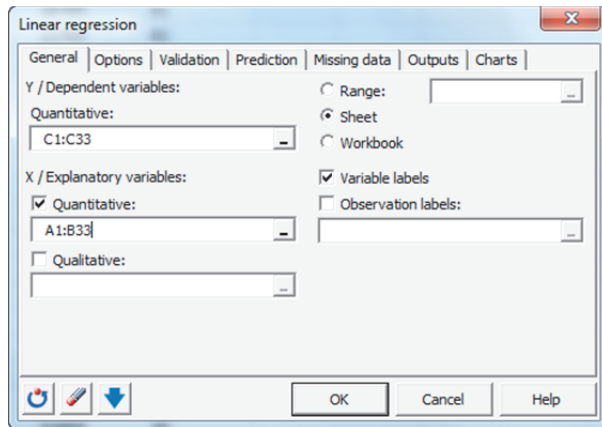 Linear regression
General Options Validation Prediction Missing data Outputs Charts
Y / Dependent variables:
Quantitative:
C1:C33
X / Explanatory variables:
Quantitative:
A1:B33
Qualitative:
Range:
Sheet
Workbook
Variable labels
Observation labels:
OK Cancel Help